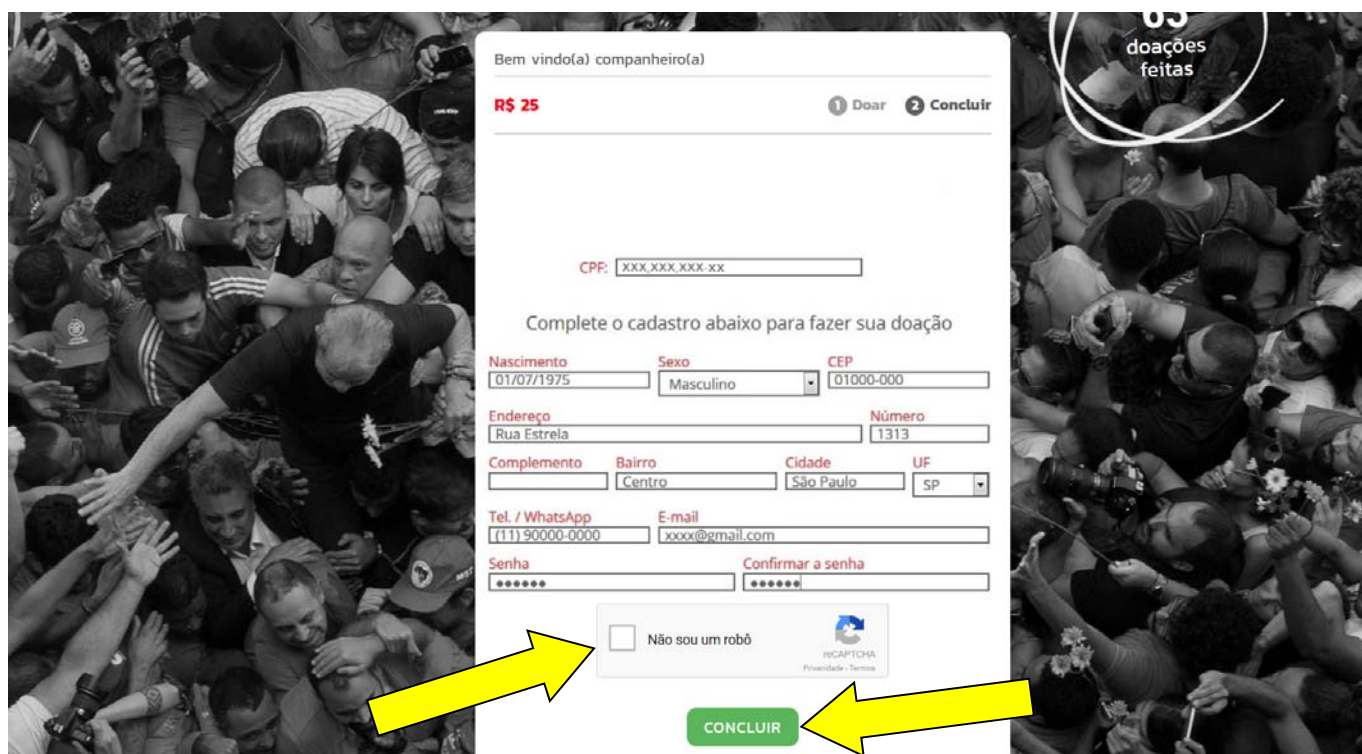 63
doações
feitas
Bem vindo(a) companheiro(a)
R$ 25 1 Doar 2 Concluir
CPF: xxx,xxx,xxx-xx
Complete o cadastro abaixo para fazer sua doação
Nascimento Sexo CEP
01/07/1975 Masculino 01000-000
Endereço Número
Rua Estrela 1313
Complemento Bairro Cidade UF
Centro São Paulo SP
Tel. / WhatsApp E-mail
(11) 90000-0000 xxxx@gmail.com
Senha Confirmar a senha
●●●●●● ●●●●●●
Não sou um robô
reCAPTCHA
Privacidade - Termos
CONCLUIR